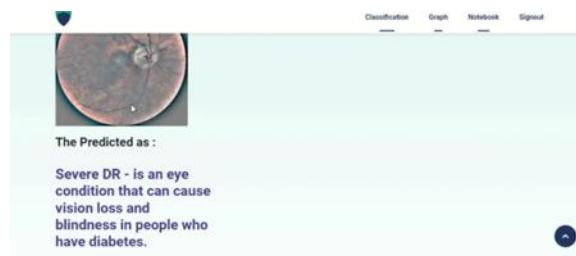 Classification Graph Notebook Signout
The Predicted as :
Severe DR - is an eye
condition that can cause
vision loss and
blindness in people who
have diabetes.